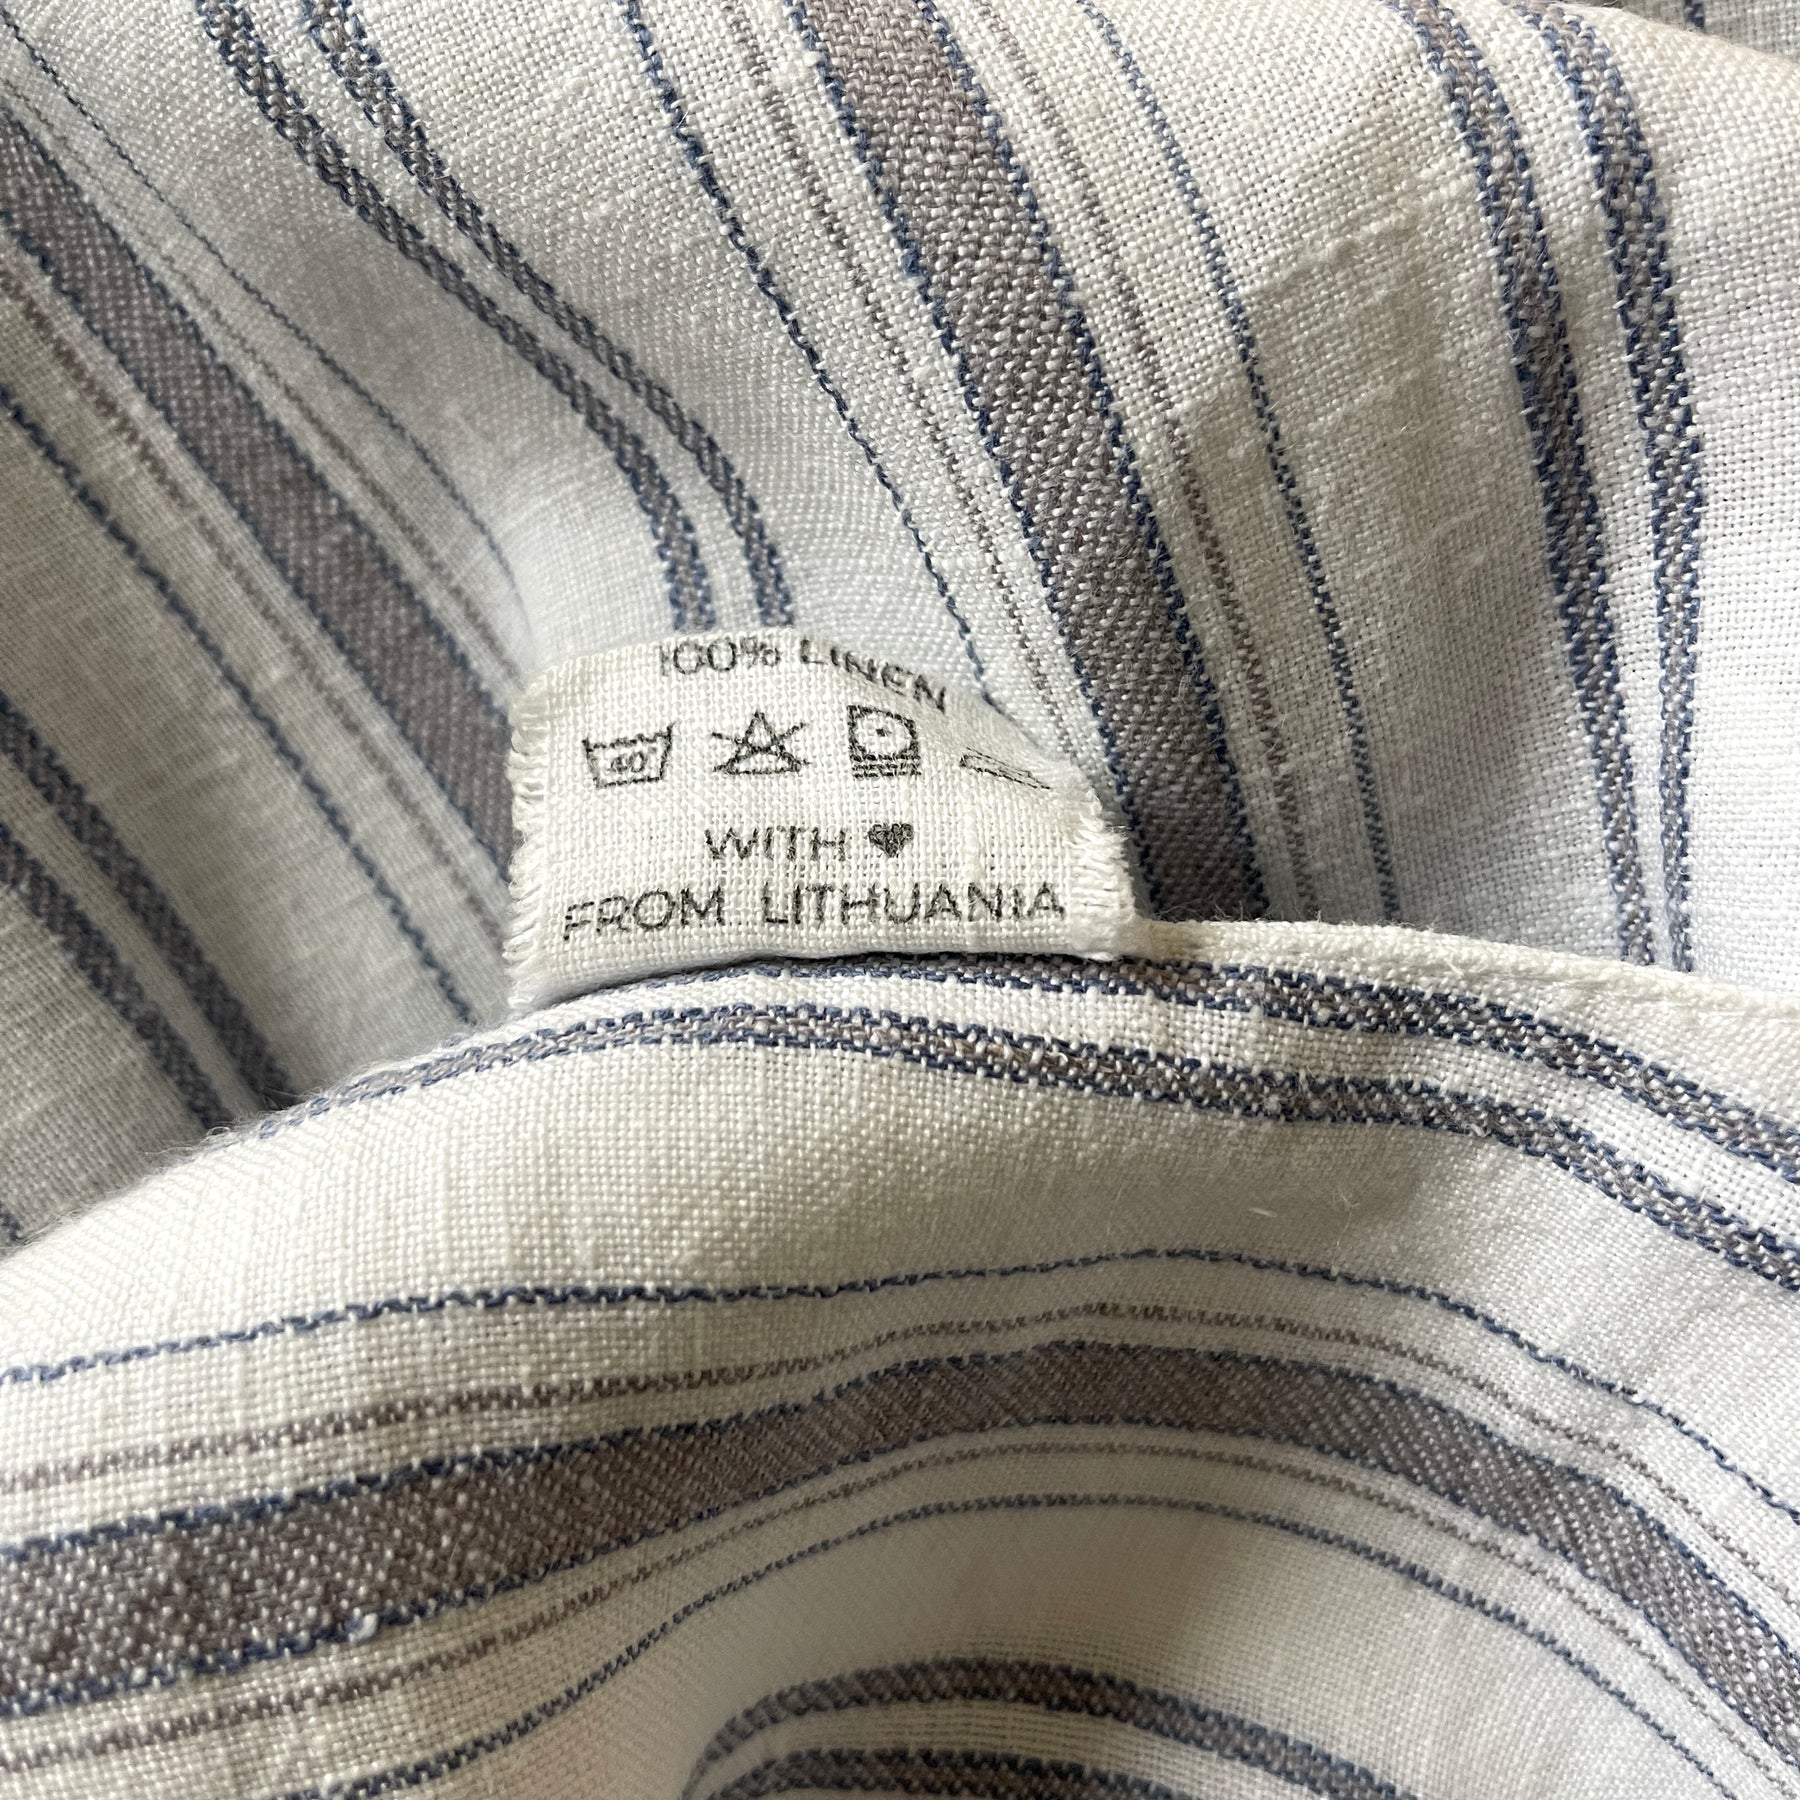 100% LINEN
40
WITH ♥
FROM LITHUANIA